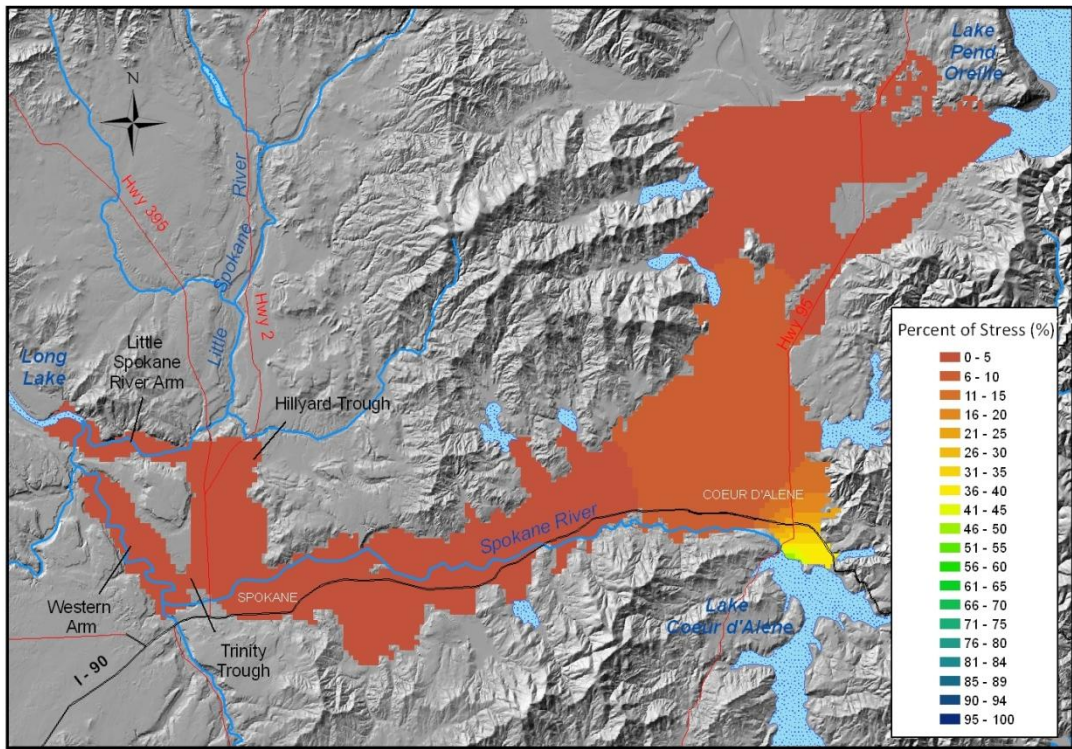 Lake
Pend
Oreille
N
Hwy 395
Little Spokane River
Hwy 2
Hwy 95
Long
Lake
Little
Spokane
River Arm
Hillyard Trough
Percent of Stress (%)
0 - 5
6 - 10
11 - 15
16 - 20
21 - 25
26 - 30
31 - 35
36 - 40
41 - 45
46 - 50
51 - 55
56 - 60
61 - 65
66 - 70
71 - 75
76 - 80
81 - 84
85 - 89
90 - 94
95 - 100
COEUR D'ALENE
Spokane River
SPOKANE
Western
Arm
Trinity
Trough
Lake
Coeur d'Alene
I - 90